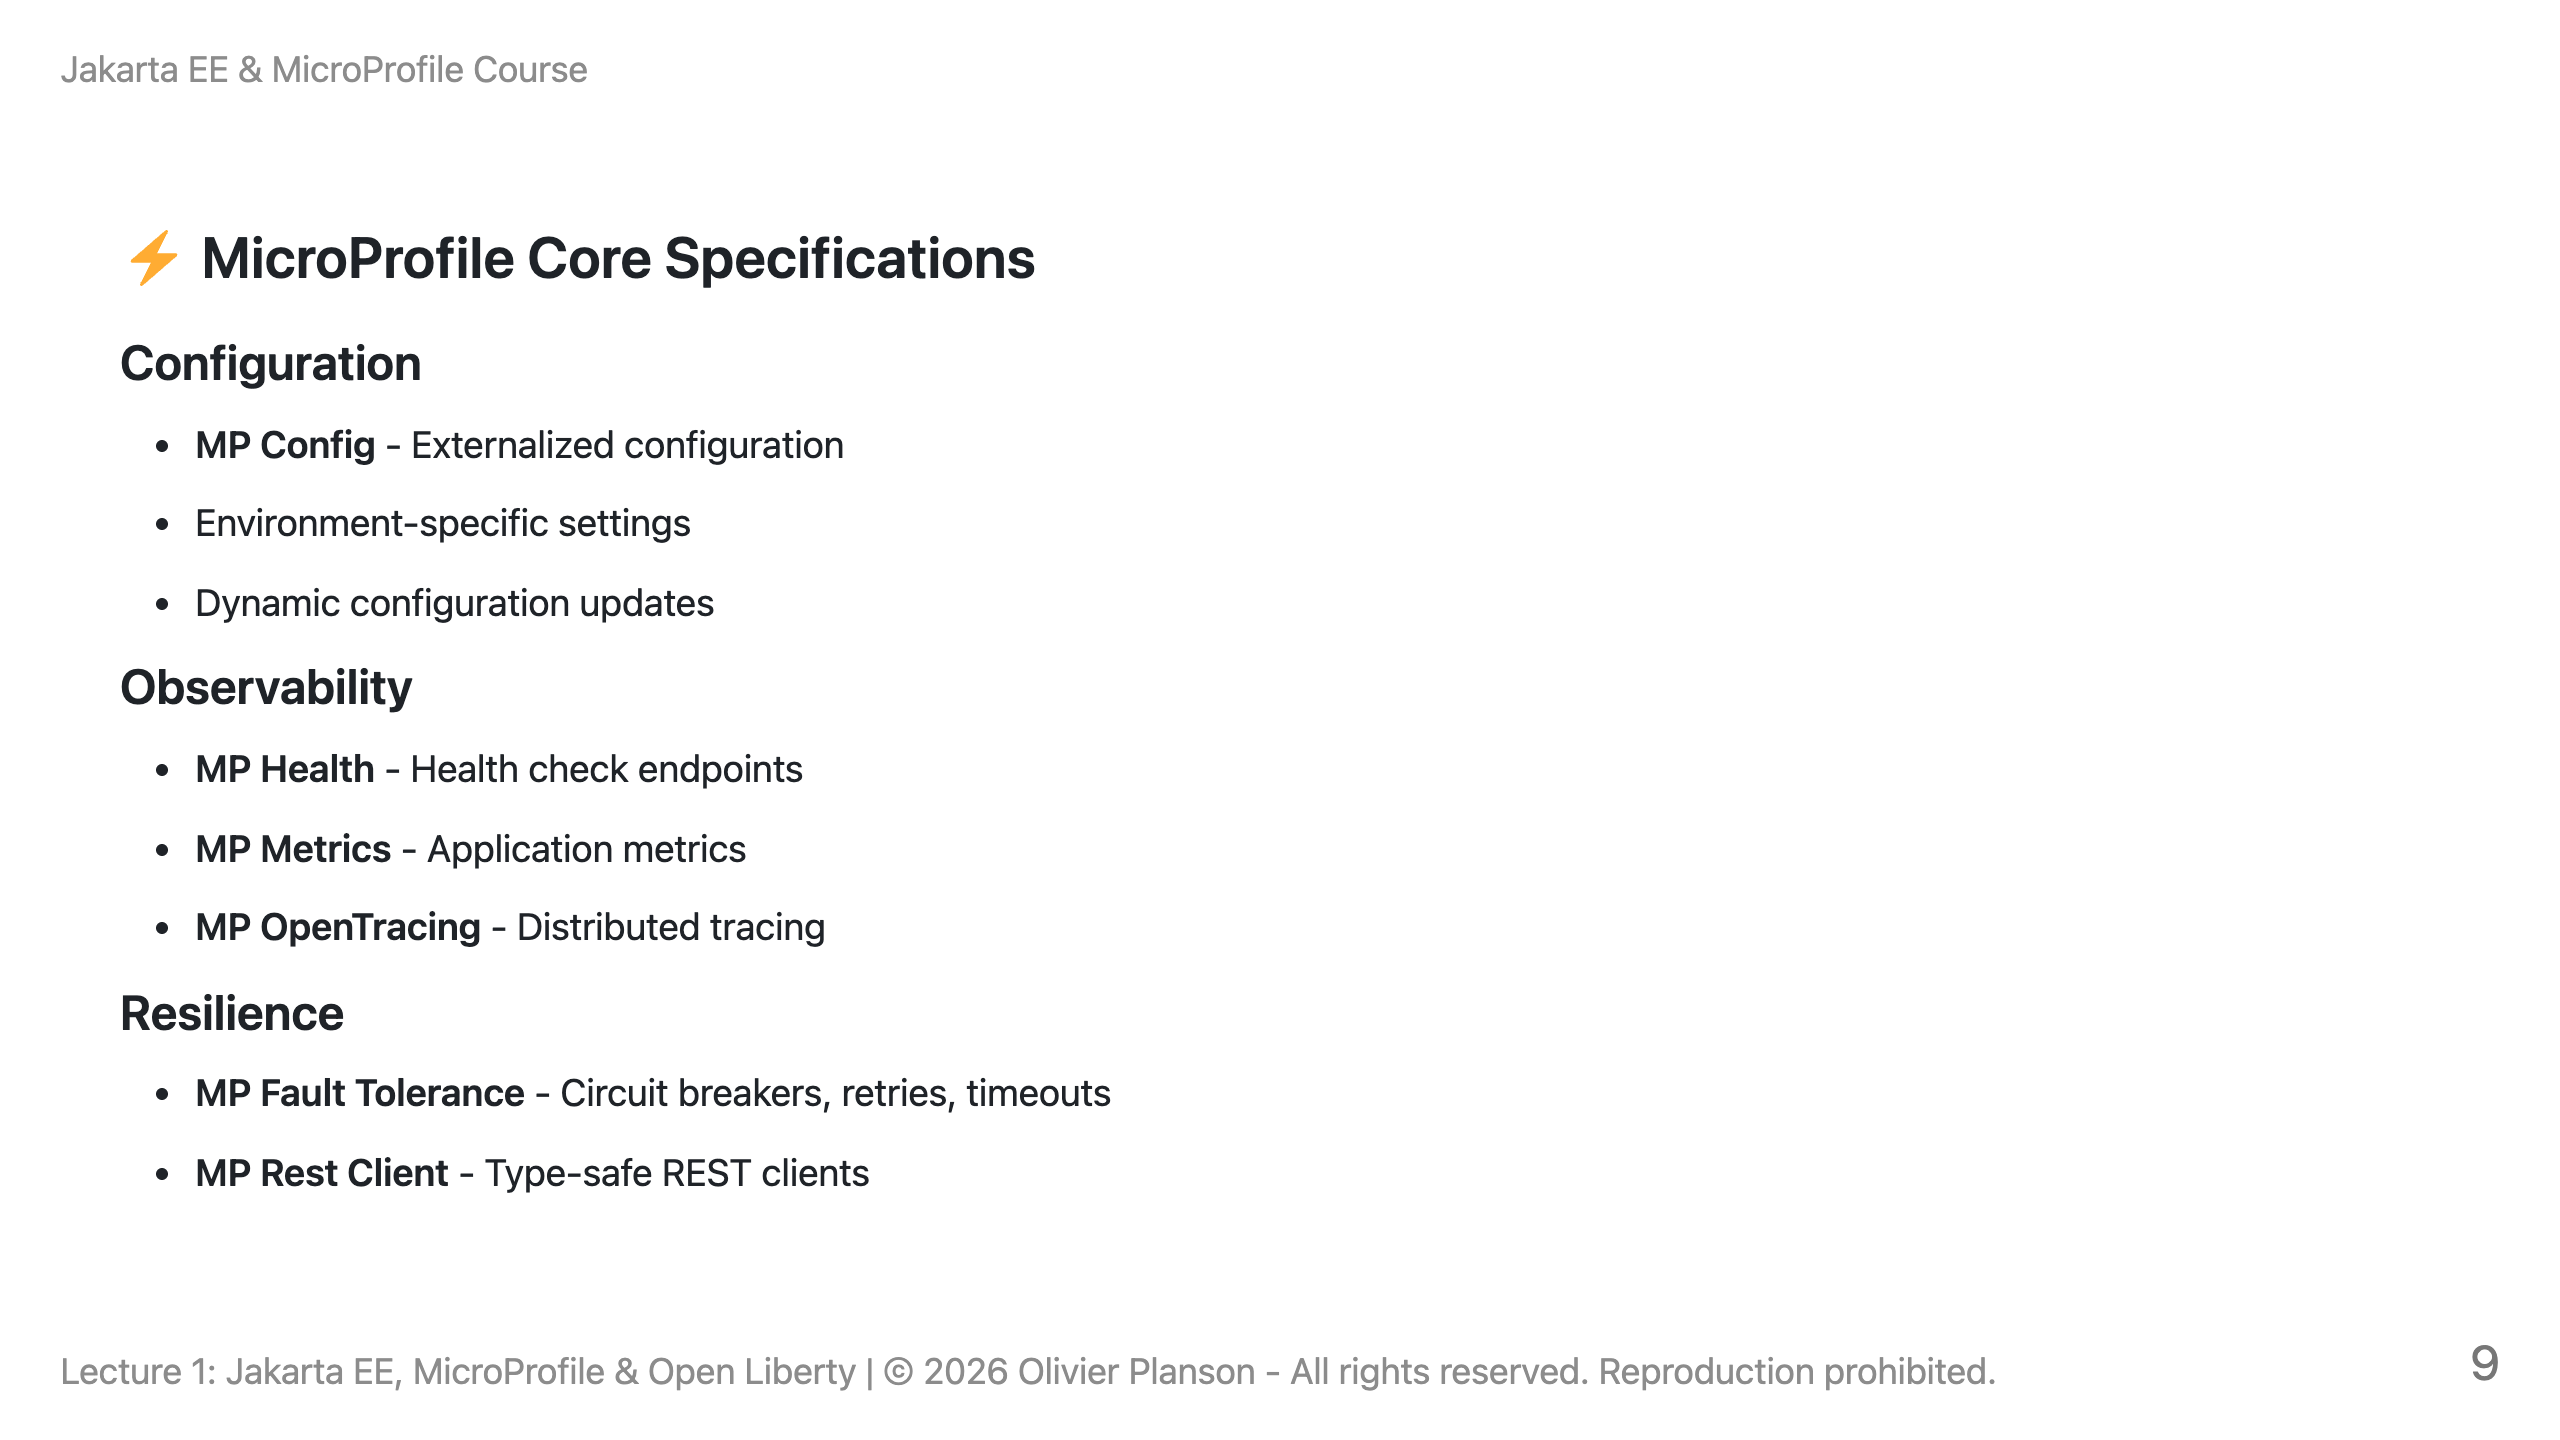 Jakarta EE & MicroProfile Course
⚡ MicroProfile Core Specifications
Configuration
• MP Config - Externalized configuration
• Environment-specific settings
• Dynamic configuration updates
Observability
• MP Health - Health check endpoints
• MP Metrics - Application metrics
• MP OpenTracing - Distributed tracing
Resilience
• MP Fault Tolerance - Circuit breakers, retries, timeouts
• MP Rest Client - Type-safe REST clients
Lecture 1: Jakarta EE, MicroProfile & Open Liberty | © 2026 Olivier Planson - All rights reserved. Reproduction prohibited.
9